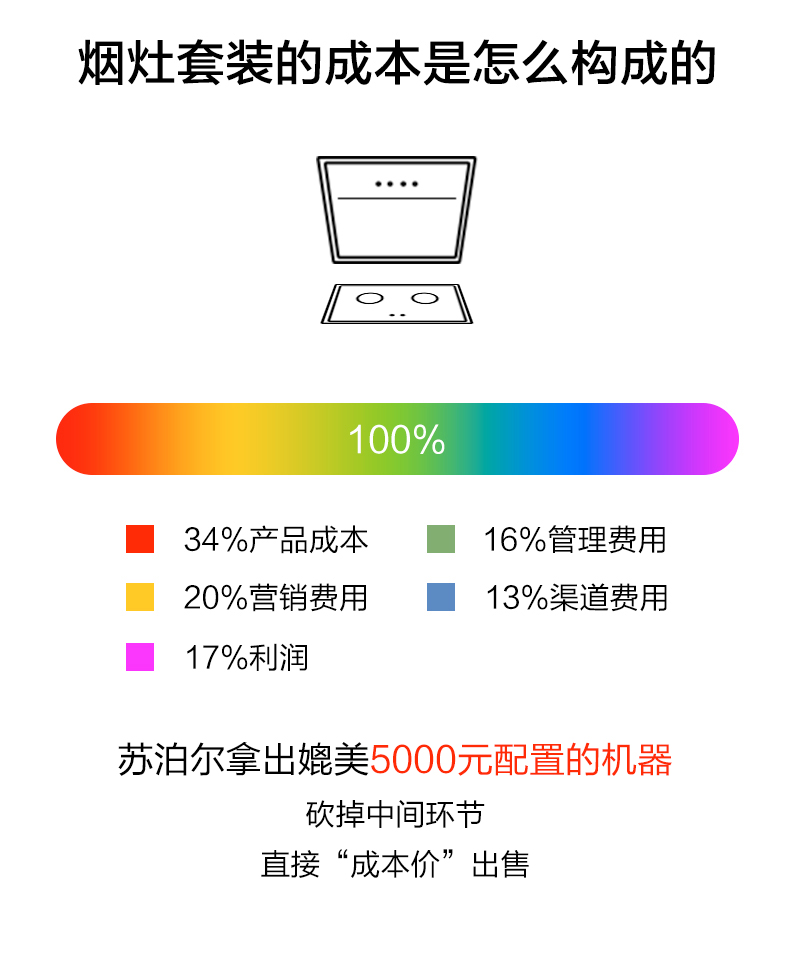 烟灶套装的成本是怎么构成的
100%
34%产品成本
16%管理费用
20%营销费用
13%渠道费用
17%利润
苏泊尔拿出媲美5000元配置的机器
砍掉中间环节
直接“成本价”出售